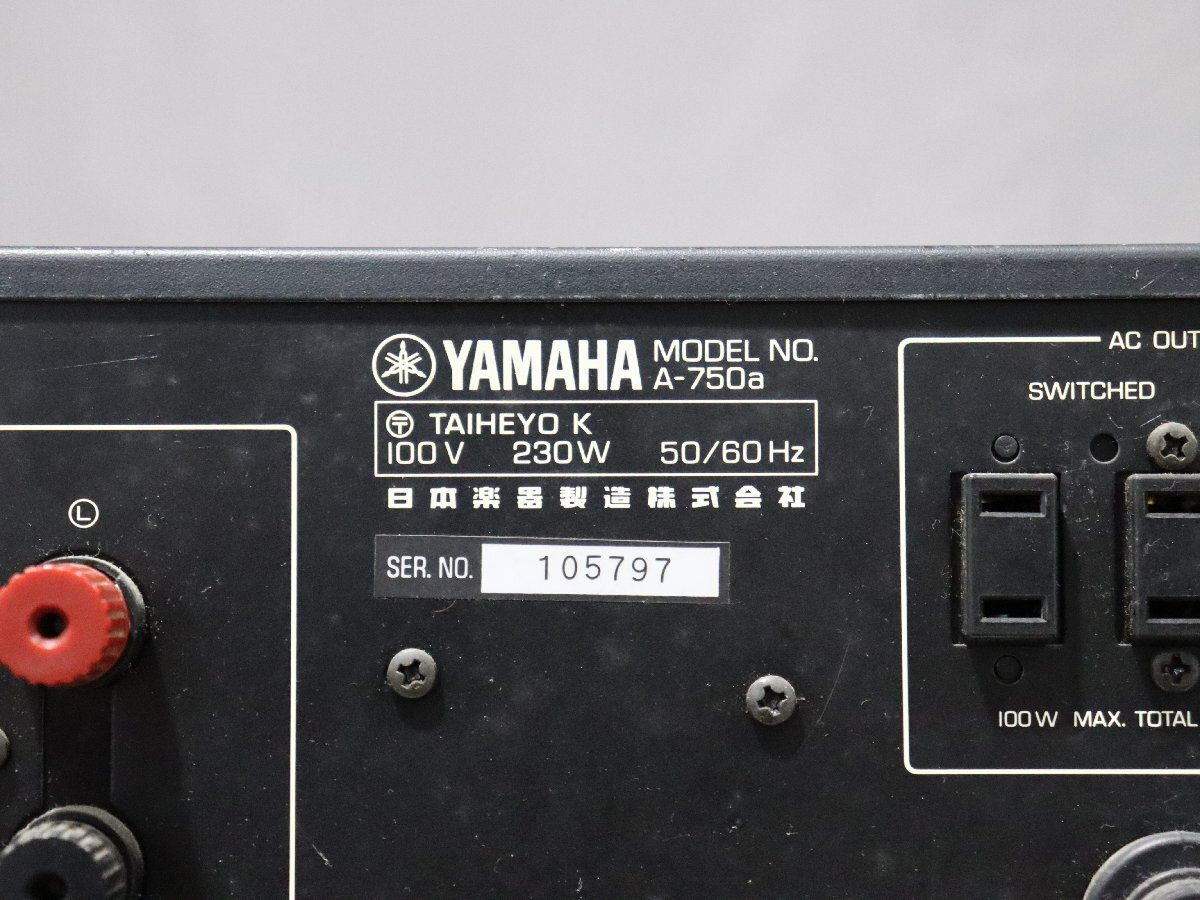 YAMAHA MODEL NO.
A-750a
〒 TAIHEYO K
100V 230W 50/60Hz
日本楽器製造株式会社
SER. NO. 105797
L
AC OUT
SWITCHED
100W MAX. TOTAL